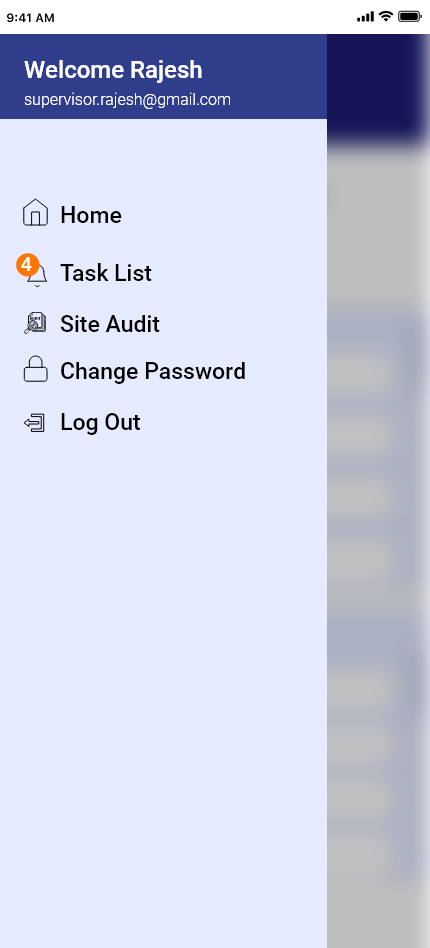 9:41 AM
Welcome Rajesh
supervisor.rajesh@gmail.com
Home
4
Task List
Site Audit
Change Password
Log Out